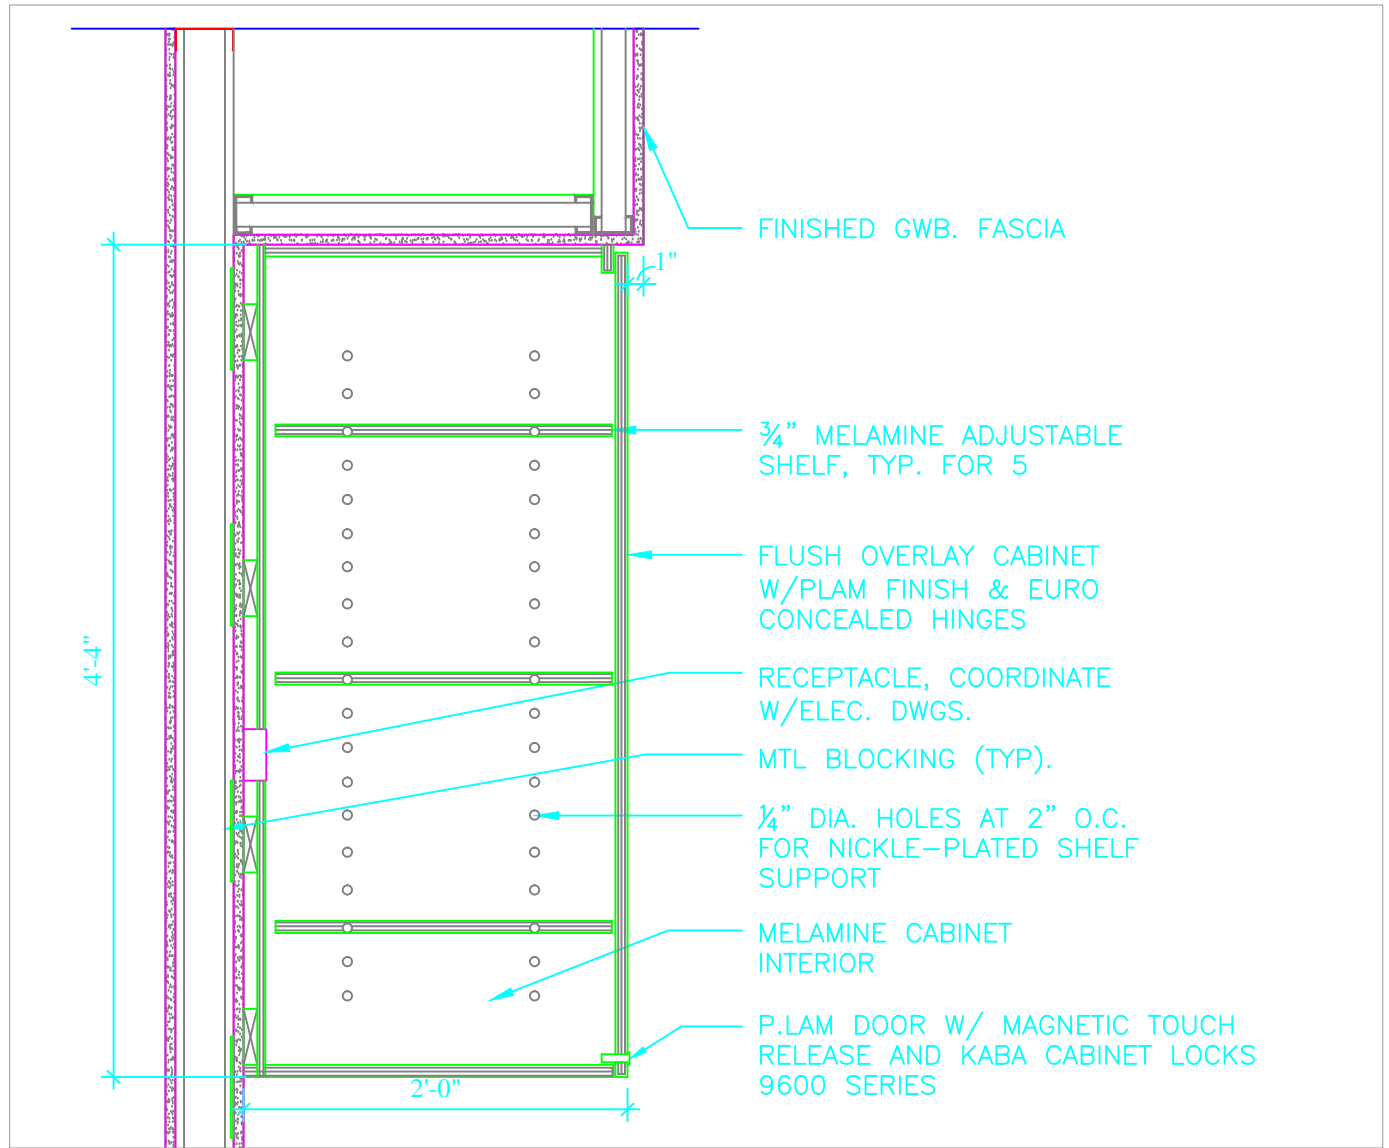 FINISHED GWB. FASCIA
1"
¾” MELAMINE ADJUSTABLE
SHELF, TYP. FOR 5
FLUSH OVERLAY CABINET
W/PLAM FINISH & EURO
CONCEALED HINGES
4'-4"
RECEPTACLE, COORDINATE
W/ELEC. DWGS.
MTL BLOCKING (TYP).
¼” DIA. HOLES AT 2” O.C.
FOR NICKLE-PLATED SHELF
SUPPORT
MELAMINE CABINET
INTERIOR
P.LAM DOOR W/ MAGNETIC TOUCH
RELEASE AND KABA CABINET LOCKS
9600 SERIES
2'-0"